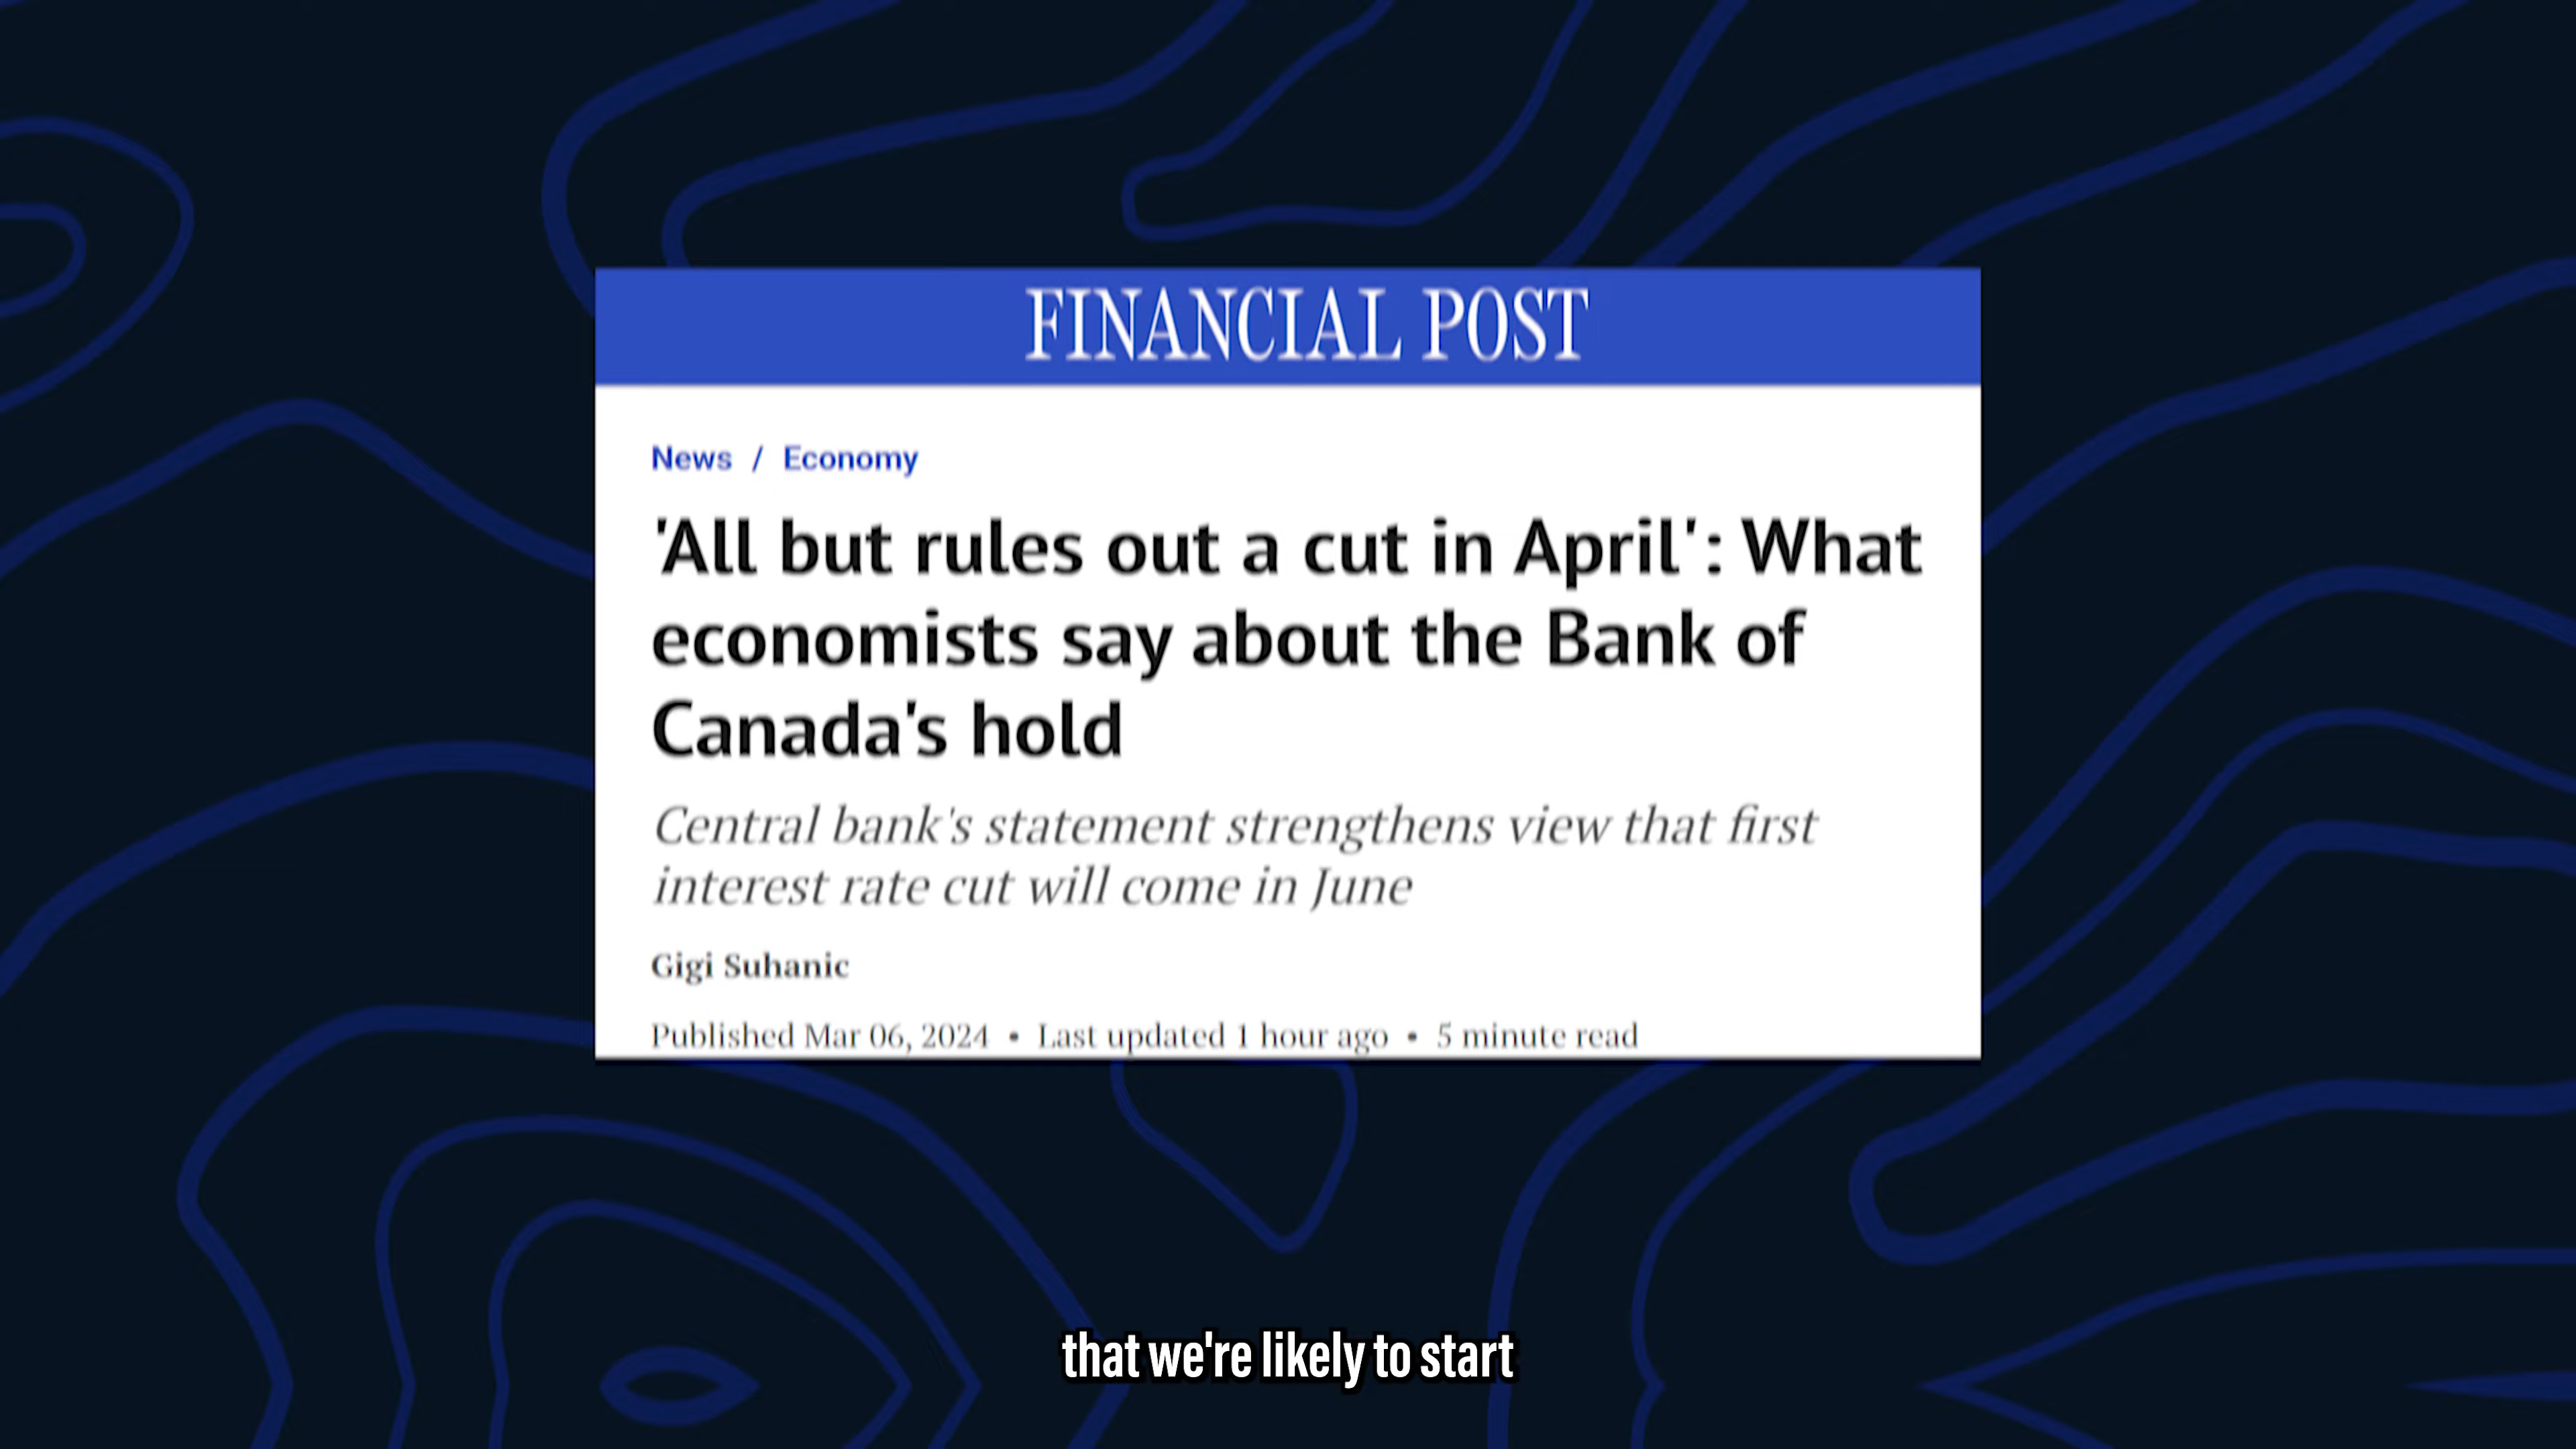 FINANCIAL POST
News / Economy
'All but rules out a cut in April': What
economists say about the Bank of
Canada's hold
Central bank's statement strengthens view that first
interest rate cut will come in June
Gigi Suhanic
Published Mar 06, 2024 • Last updated 1 hour ago • 5 minute read
that we're likely to start